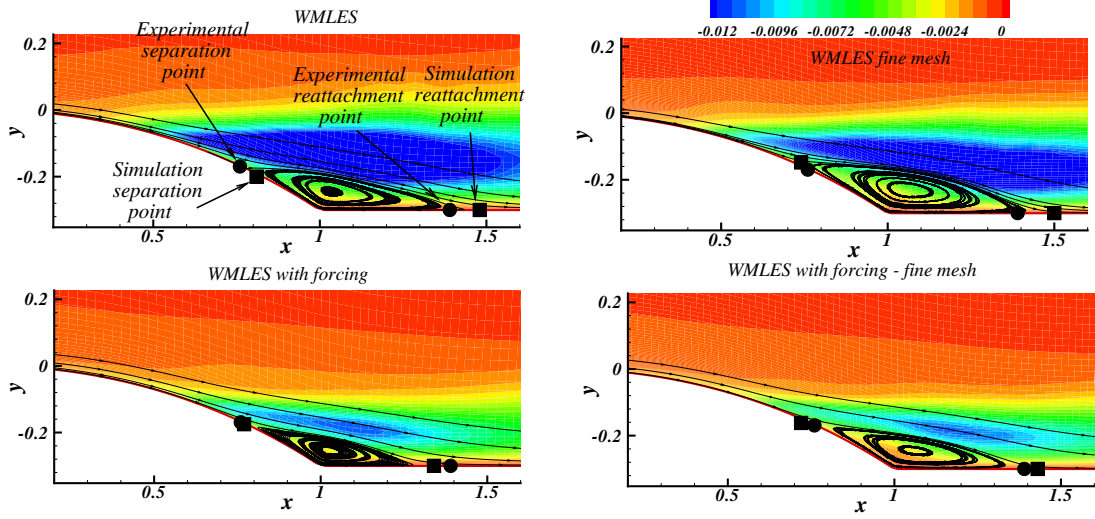 WMLES
Experimental
separation
point
Experimental
reattachment
point
Simulation
reattachment
point
Simulation
separation
point
0.2
0
-0.2
y
0.5
1
1.5
x
-0.012
-0.0096
-0.0072
-0.0048
-0.0024
0
WMLES fine mesh
0.2
0
-0.2
y
0.5
1
1.5
x
WMLES with forcing
0.2
0
-0.2
y
0.5
1
1.5
x
WMLES with forcing - fine mesh
0.2
0
-0.2
y
0.5
1
1.5
x